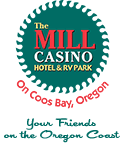 The
MILL
CASINO
HOTEL & RV PARK
On Coos Bay, Oregon
Your Friends
on the Oregon Coast